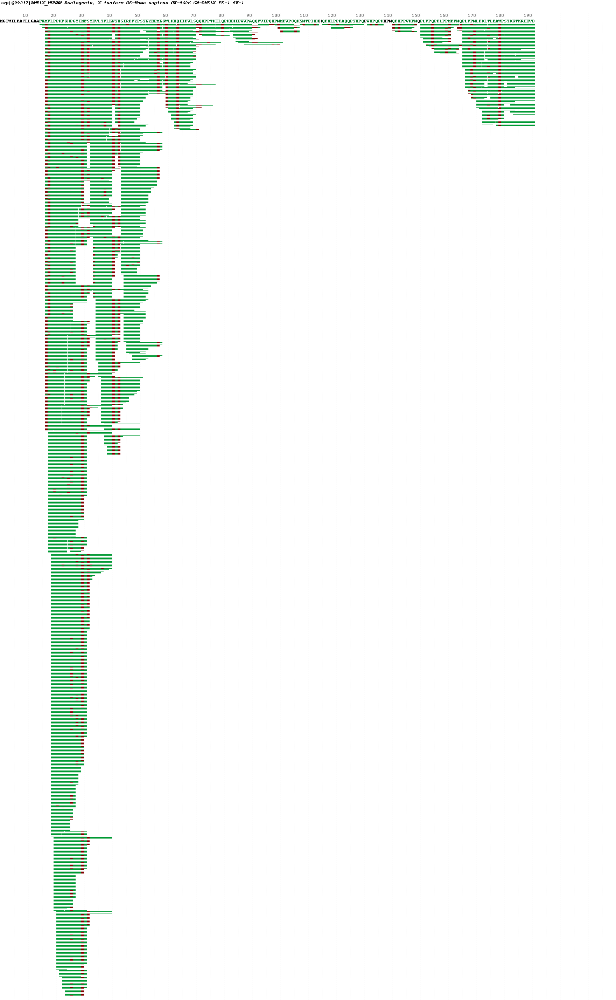 >sp|Q99217|AMELX_HUMAN Amelogenin, X isoform OS=Homo sapiens OX=9606 GN=AMELX PE=1 SV=1
10 20 30 40 50 60 70 80 90 100 110 120 130 140 150 160 170 180 190
MGTWILFACLLGAAFAMPLPPHPGHPGYINFSYEVLTPLKWYQSIRPPYPSYGYEPMGGWLHHQIIPVLSQQHPPTHTLQPHHHIPVVPAQQPVIPQQPMMPVPGQHSMTPIQHHQPNLPPPAQQPYQPQPVQPQPHQPMQPQPPVHPMQPLPPQPPLPPMFPMQPLPPMLPDLTLEAWPSTDKTKREEVD